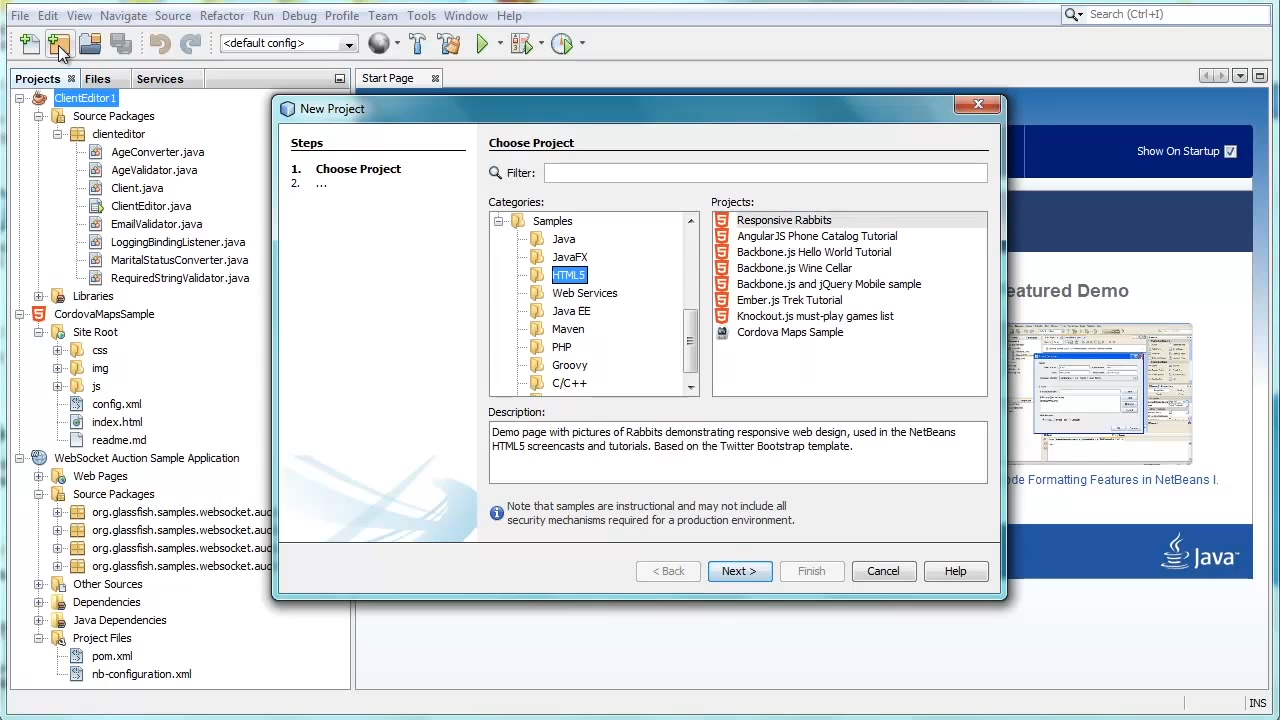 File Edit View Navigate Source Refactor Run Debug Profile Team Tools Window Help
Search (Ctrl+I)
<default config>
Projects Files Services
Start Page
ClientEditor1
Source Packages
clienteditor
AgeConverter.java
AgeValidator.java
Client.java
ClientEditor.java
EmailValidator.java
LoggingBindingListener.java
MaritalStatusConverter.java
RequiredStringValidator.java
Libraries
CordovaMapsSample
Site Root
css
img
js
config.xml
index.html
readme.md
WebSocket Auction Sample Application
Web Pages
Source Packages
org.glassfish.samples.websocket.auc
org.glassfish.samples.websocket.auc
org.glassfish.samples.websocket.auc
org.glassfish.samples.websocket.auc
Other Sources
Dependencies
Java Dependencies
Project Files
pom.xml
nb-configuration.xml
New Project
Steps
1. Choose Project
2. ...
Choose Project
Filter:
Categories:
Samples
Java
JavaFX
HTML5
Web Services
Java EE
Maven
PHP
Groovy
C/C++
Projects:
Responsive Rabbits
AngularJS Phone Catalog Tutorial
Backbone.js Hello World Tutorial
Backbone.js Wine Cellar
Backbone.js and jQuery Mobile sample
Ember.js Trek Tutorial
Knockout.js must-play games list
Cordova Maps Sample
Description:
Demo page with pictures of Rabbits demonstrating responsive web design, used in the NetBeans
HTML5 screencasts and tutorials. Based on the Twitter Bootstrap template.
Note that samples are instructional and may not include all
security mechanisms required for a production environment.
< Back Next > Finish Cancel Help
Show On Startup
eatured Demo
ode Formatting Features in NetBeans I.
Java
INS